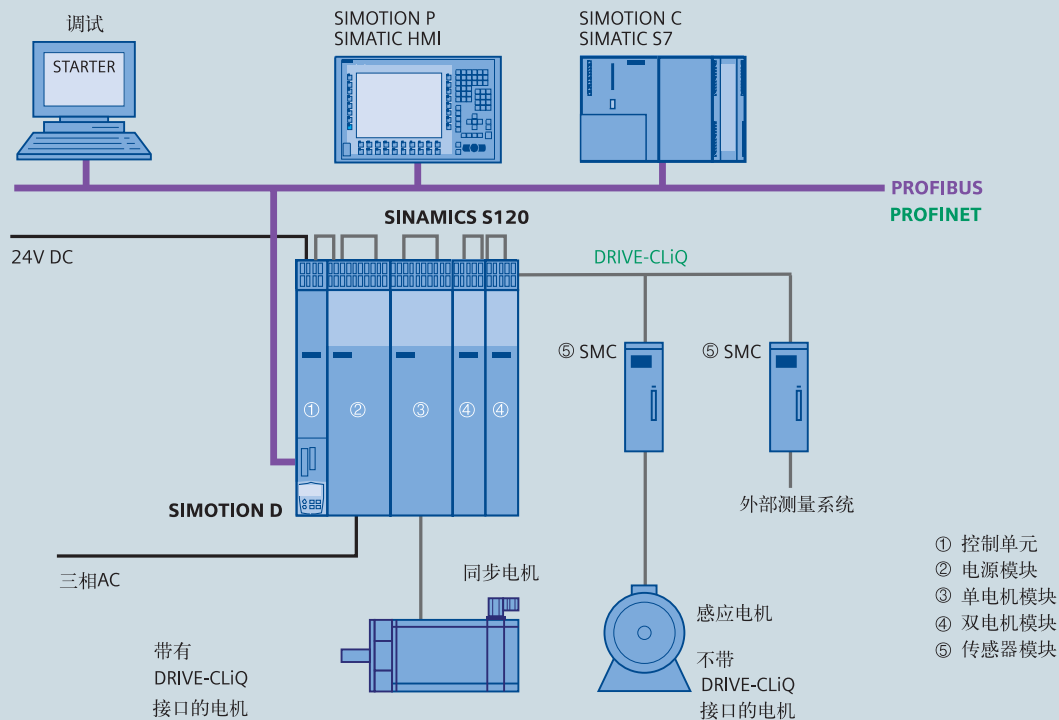 调试
STARTER
SIMOTION P
SIMATIC HMI
SIMOTION C
SIMATIC S7
PROFIBUS
PROFINET
SINAMICS S120
24V DC
DRIVE-CLiQ
⑤ SMC
⑤ SMC
① ② ③ ④ ④
外部测量系统
SIMOTION D
三相AC
同步电机
带有
DRIVE-CLiQ
接口的电机
感应电机
不带
DRIVE-CLiQ
接口的电机
① 控制单元
② 电源模块
③ 单电机模块
④ 双电机模块
⑤ 传感器模块